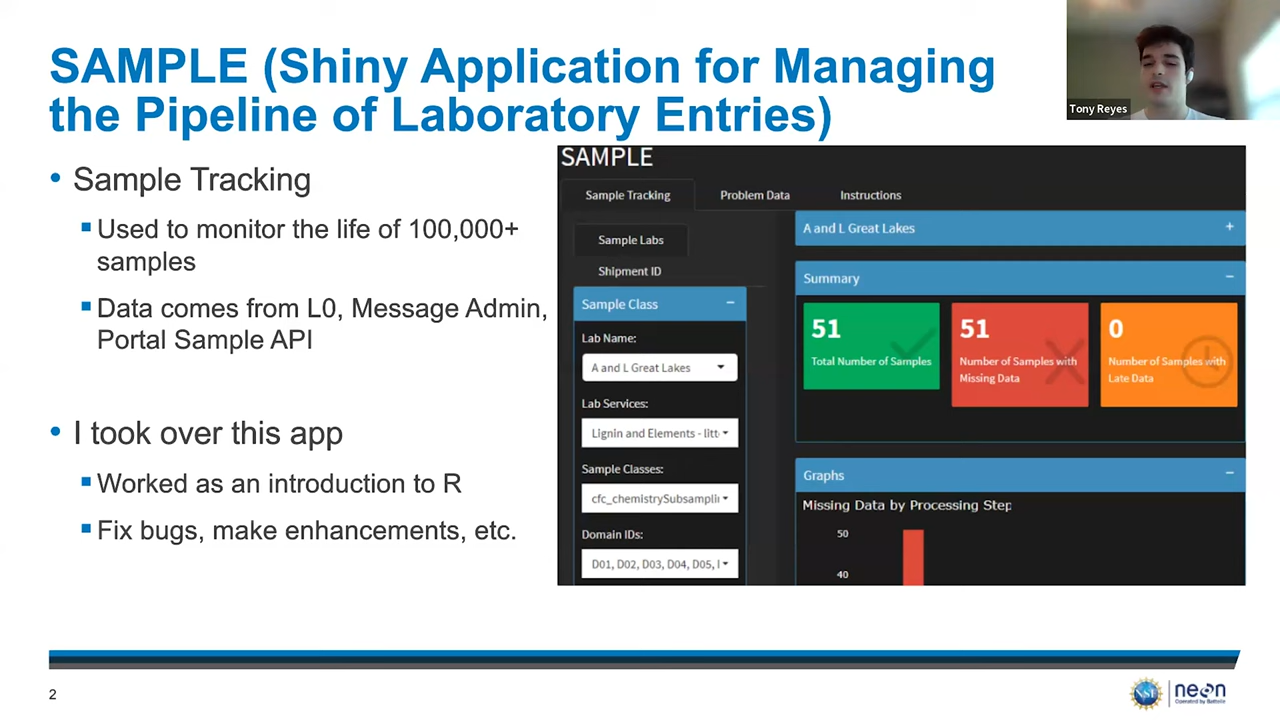 SAMPLE (Shiny Application for Managing
the Pipeline of Laboratory Entries)
Tony Reyes
• Sample Tracking
Used to monitor the life of 100,000+
samples
Data comes from L0, Message Admin,
Portal Sample API
• I took over this app
Worked as an introduction to R
Fix bugs, make enhancements, etc.
SAMPLE
Sample Tracking
Problem Data
Instructions
Sample Labs
Shipment ID
Sample Class
Lab Name:
A and L Great Lakes
Lab Services:
Lignin and Elements - litt
Sample Classes:
cfc_chemistrySubsamplin
Domain IDs:
D01, D02, D03, D04, D05, I
A and L Great Lakes
Summary
51
Total Number of Samples
51
Number of Samples with
Missing Data
0
Number of Samples with
Late Data
Graphs
Missing Data by Processing Step
50
40
2
NSF
neon
Operated by Battelle